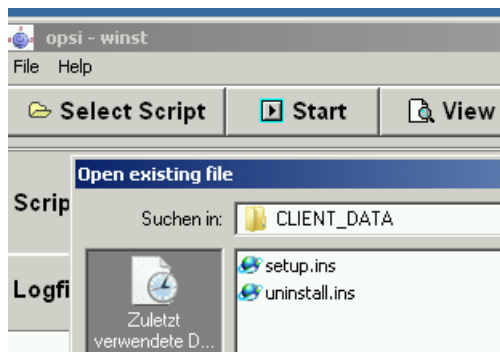 opsi - winst
File Help
Select Script Start View
Open existing file
Scrip
Suchen in: CLIENT_DATA
setup.ins
uninstall.ins
Logfi
Zuletzt
verwendete D...